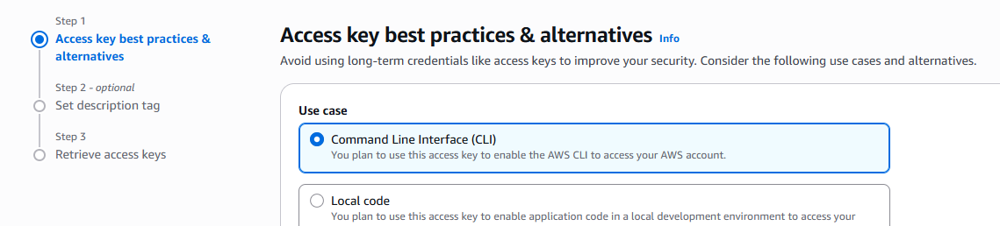 Step 1
Access key best practices &
alternatives
Step 2 - optional
Set description tag
Step 3
Retrieve access keys
Access key best practices & alternatives Info
Avoid using long-term credentials like access keys to improve your security. Consider the following use cases and alternatives.
Use case
Command Line Interface (CLI)
You plan to use this access key to enable the AWS CLI to access your AWS account.
Local code
You plan to use this access key to enable application code in a local development environment to access your